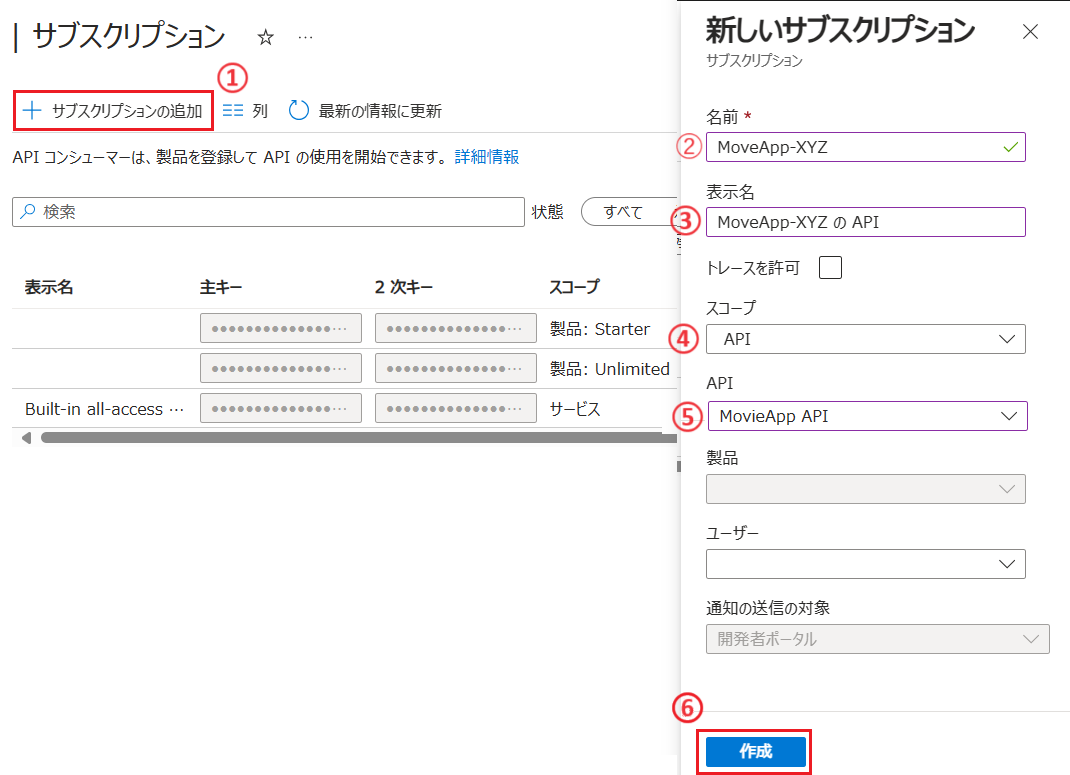 | サブスクリプション ☆ …
①
+ サブスクリプションの追加 列 最新の情報に更新
API コンシューマーは、製品を登録して API の使用を開始できます。 詳細情報
検索 状態 すべて
表示名 主キー 2 次キー スコープ
●●●●●●●●●●●●●●… ●●●●●●●●●●●●●●… 製品: Starter
●●●●●●●●●●●●●●… ●●●●●●●●●●●●●●… 製品: Unlimited
Built-in all-access … ●●●●●●●●●●●●●●… ●●●●●●●●●●●●●●… サービス
新しいサブスクリプション
サブスクリプション
名前 *
② MoveApp-XYZ
表示名
③ MoveApp-XYZ の API
トレースを許可
スコープ
④ API
API
⑤ MovieApp API
製品
ユーザー
通知の送信の対象
開発者ポータル
⑥
作成